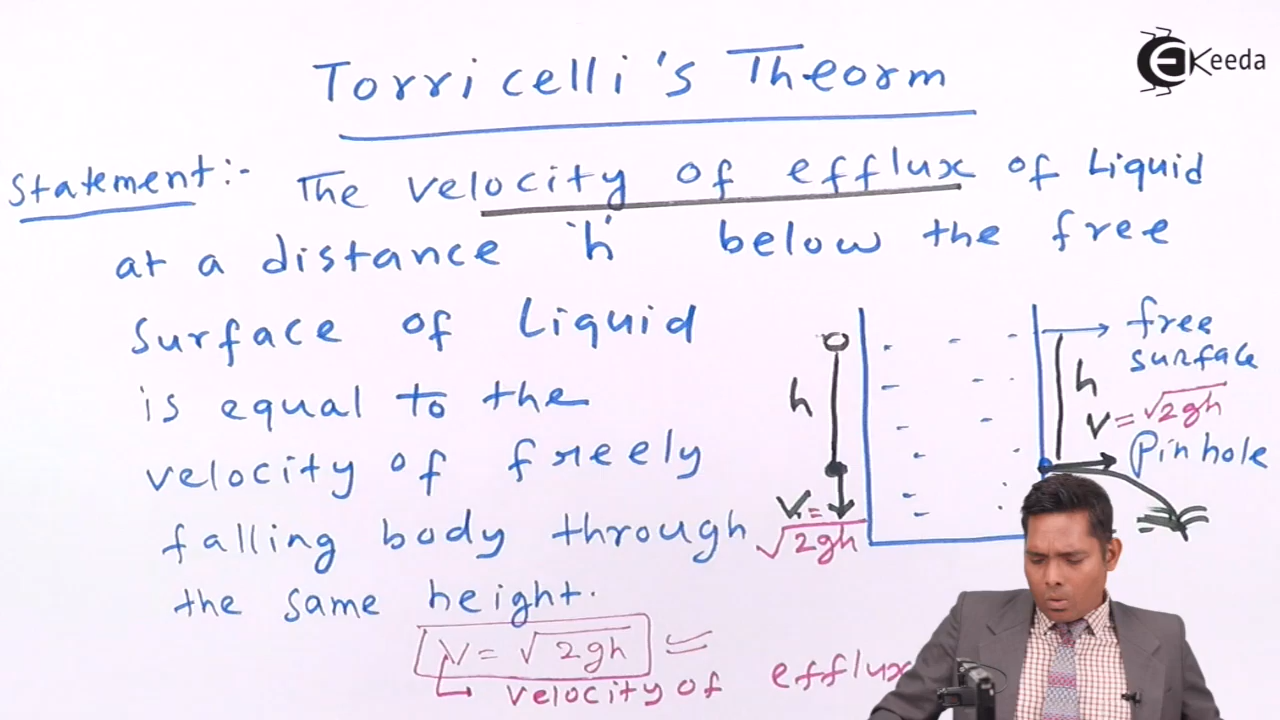 Torricelli's Theorm
EKeeda
Statement:- The velocity of efflux of Liquid
at a distance 'h' below the free
surface of Liquid
is equal to the
velocity of freely
falling body through
the same height.
V = √2gh
velocity of efflux
h
V =
√2gh
free
surface
h
V = √2gh
Pinhole